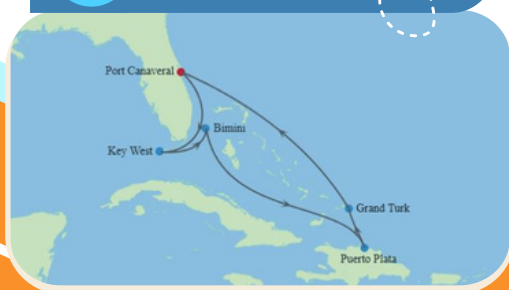 Port Canaveral
Bimini
Key West
Grand Turk
Puerto Plata